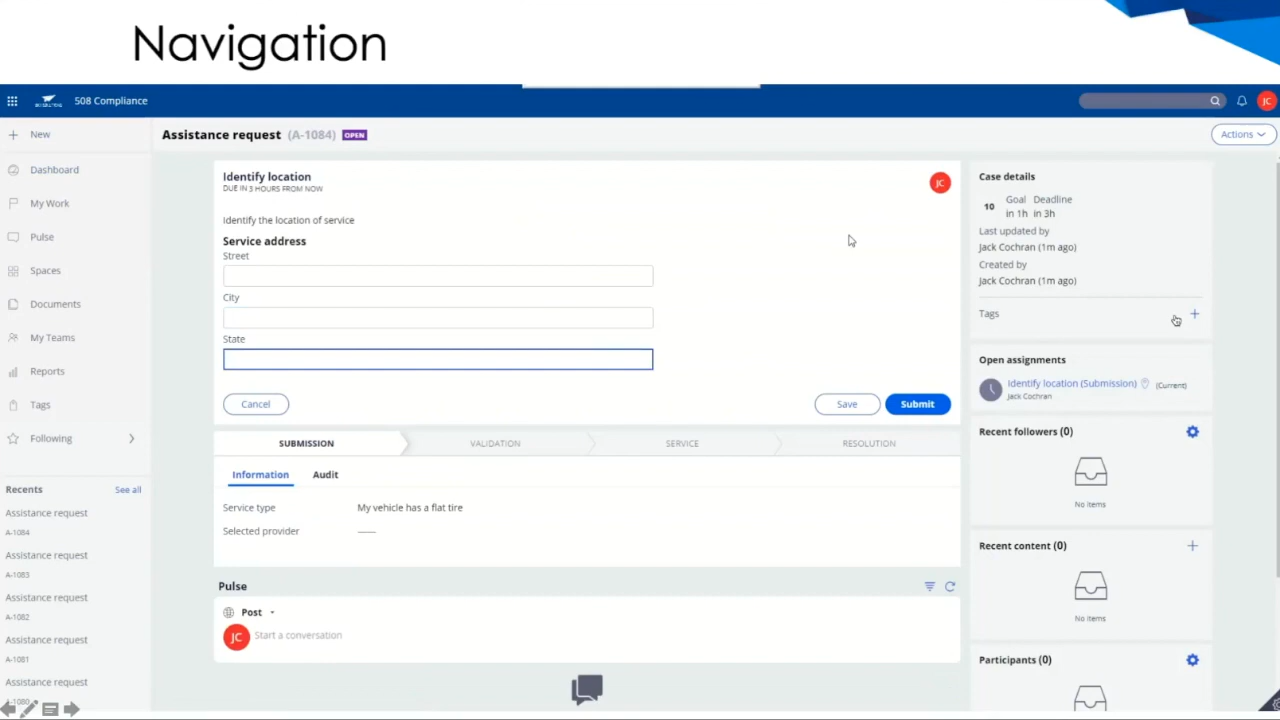 Navigation
508 Compliance
JC
New
Assistance request (A-1084) OPEN
Actions
Dashboard
My Work
Pulse
Spaces
Documents
My Teams
Reports
Tags
Following
Recents See all
Assistance request
A-1084
Assistance request
A-1083
Assistance request
A-1082
Assistance request
A-1081
Assistance request
A-1080
Identify location
DUE IN 3 HOURS FROM NOW
JC
Identify the location of service
Service address
Street
City
State
Cancel Save Submit
SUBMISSION VALIDATION SERVICE RESOLUTION
Information Audit
Service type My vehicle has a flat tire
Selected provider -----
Pulse
Post
JC Start a conversation
Case details
10 Goal Deadline
in 1h in 3h
Last updated by
Jack Cochran (1m ago)
Created by
Jack Cochran (1m ago)
Tags
Open assignments
Identify location (Submission) (Current)
Jack Cochran
Recent followers (0)
No items
Recent content (0)
No items
Participants (0)